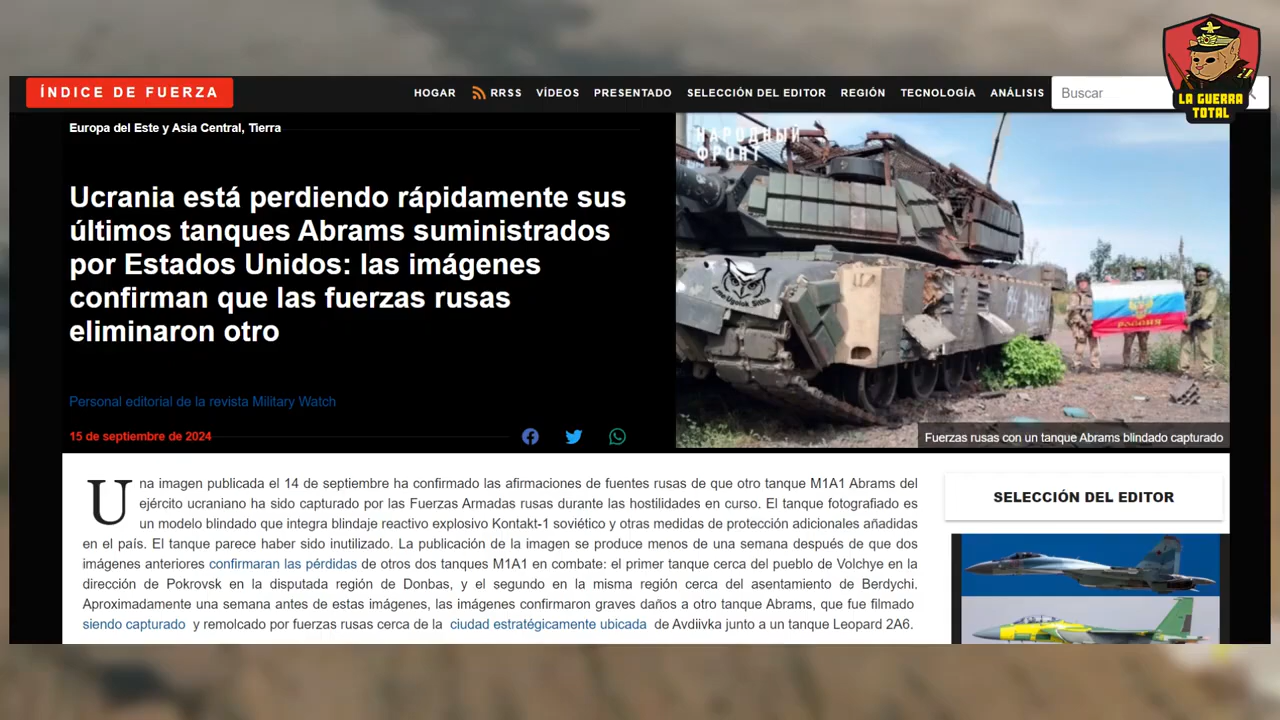 LA GUERRA
TOTAL
ÍNDICE DE FUERZA
HOGAR
RRSS
VÍDEOS
PRESENTADO
SELECCIÓN DEL EDITOR
REGIÓN
TECNOLOGÍA
ANÁLISIS
Buscar
Europa del Este y Asia Central, Tierra
Ucrania está perdiendo rápidamente sus
últimos tanques Abrams suministrados
por Estados Unidos: las imágenes
confirman que las fuerzas rusas
eliminaron otro
Personal editorial de la revista Military Watch
15 de septiembre de 2024
НАРОДНЫЙ
ФРОНТ
РОССИЯ
Fuerzas rusas con un tanque Abrams blindado capturado
Una imagen publicada el 14 de septiembre ha confirmado las afirmaciones de fuentes rusas de que otro tanque M1A1 Abrams del
ejército ucraniano ha sido capturado por las Fuerzas Armadas rusas durante las hostilidades en curso. El tanque fotografiado es
un modelo blindado que integra blindaje reactivo explosivo Kontakt-1 soviético y otras medidas de protección adicionales añadidas
en el país. El tanque parece haber sido inutilizado. La publicación de la imagen se produce menos de una semana después de que dos
imágenes anteriores confirmaran las pérdidas de otros dos tanques M1A1 en combate: el primer tanque cerca del pueblo de Volchye en la
dirección de Pokrovsk en la disputada región de Donbas, y el segundo en la misma región cerca del asentamiento de Berdychi.
Aproximadamente una semana antes de estas imágenes, las imágenes confirmaron graves daños a otro tanque Abrams, que fue filmado
siendo capturado y remolcado por fuerzas rusas cerca de la ciudad estratégicamente ubicada de Avdiivka junto a un tanque Leopard 2A6.
SELECCIÓN DEL EDITOR